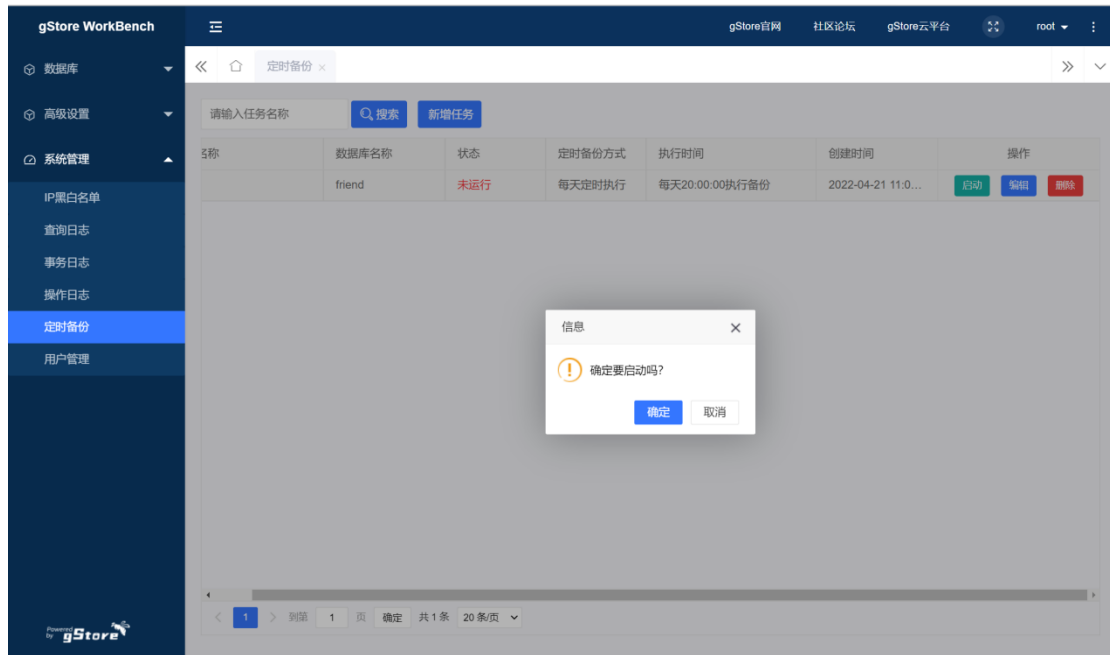 gStore WorkBench
gStore官网 社区论坛 gStore云平台 root
数据库
定时备份
高级设置
请输入任务名称 搜索 新增任务
系统管理
名称 数据库名称 状态 定时备份方式 执行时间 创建时间 操作
friend 未运行 每天定时执行 每天20:00:00执行备份 2022-04-21 11:0... 启动 编辑 删除
IP黑白名单
查询日志
事务日志
操作日志
定时备份
用户管理
信息
确定要启动吗?
确定 取消
1 到第 1 页 确定 共 1 条 20 条/页
Powered by gStore